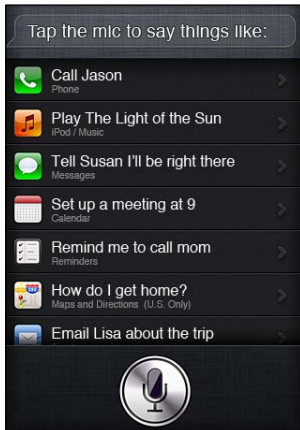 Tap the mic to say things like:
Call Jason
Phone
Play The Light of the Sun
iPod / Music
Tell Susan I'll be right there
Messages
Set up a meeting at 9
Calendar
Remind me to call mom
Reminders
How do I get home?
Maps and Directions (U.S. Only)
Email Lisa about the trip